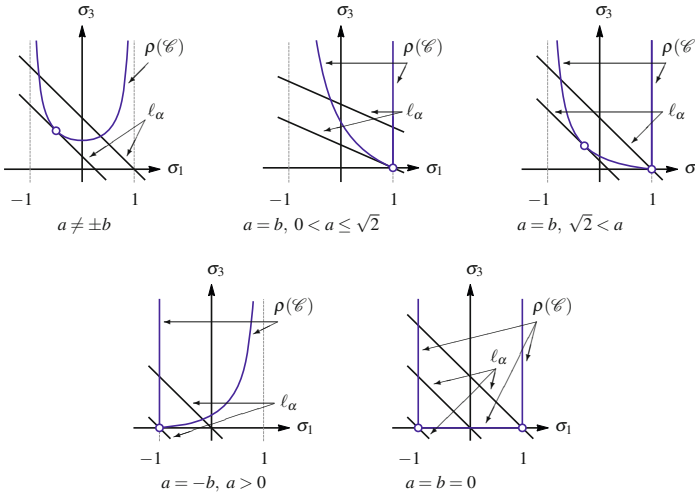 σ₃ σ₃ σ₃
ρ(𝒞) ρ(𝒞) ρ(𝒞)
ℓα ℓα ℓα
σ₁ σ₁ σ
−1 1 −1 1 −1 1
a ≠ ±b a = b, 0 < a ≤ √2 a = b, √2 < a
σ₃ σ₃
ρ(𝒞) ρ(𝒞)
ℓα
ℓα
σ₁ σ₁
−1 1 −1 1
a = −b, a > 0 a = b = 0